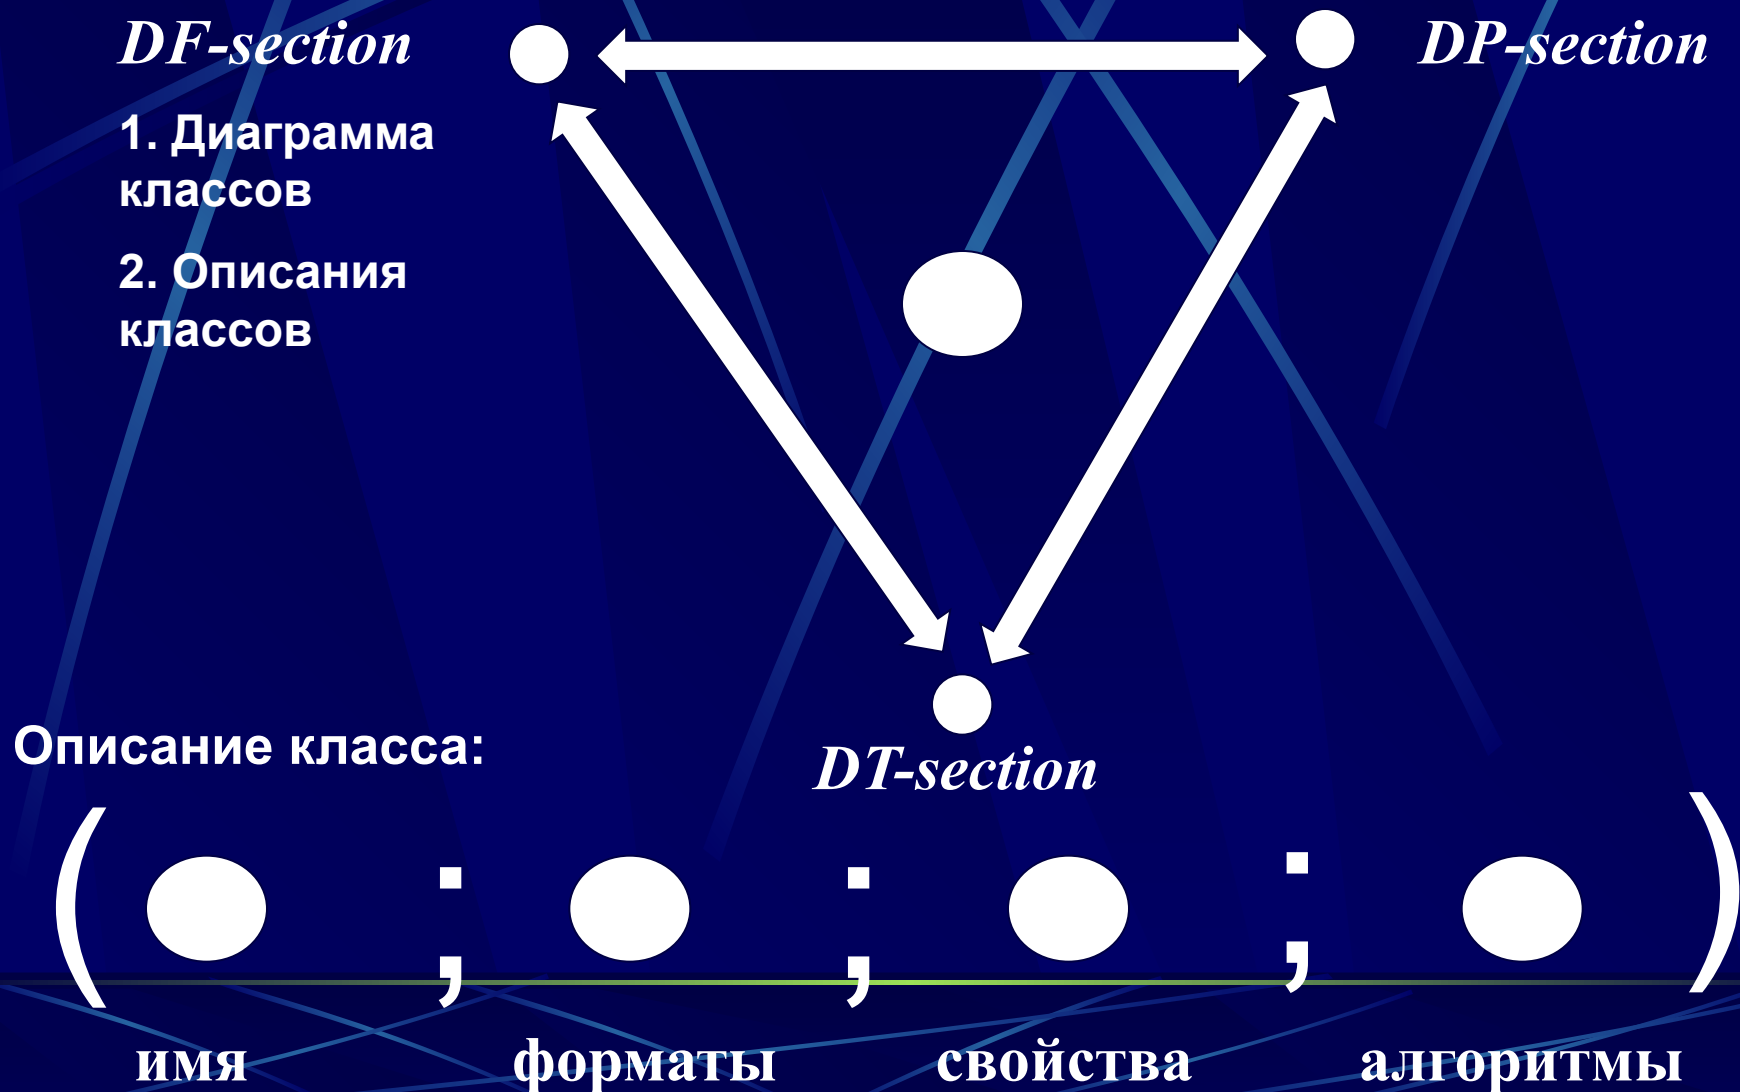 DF-section
DP-section
1. Диаграмма
классов
2. Описания
классов
DT-section
Описание класса:
( ; ; ; )
имя форматы свойства алгоритмы